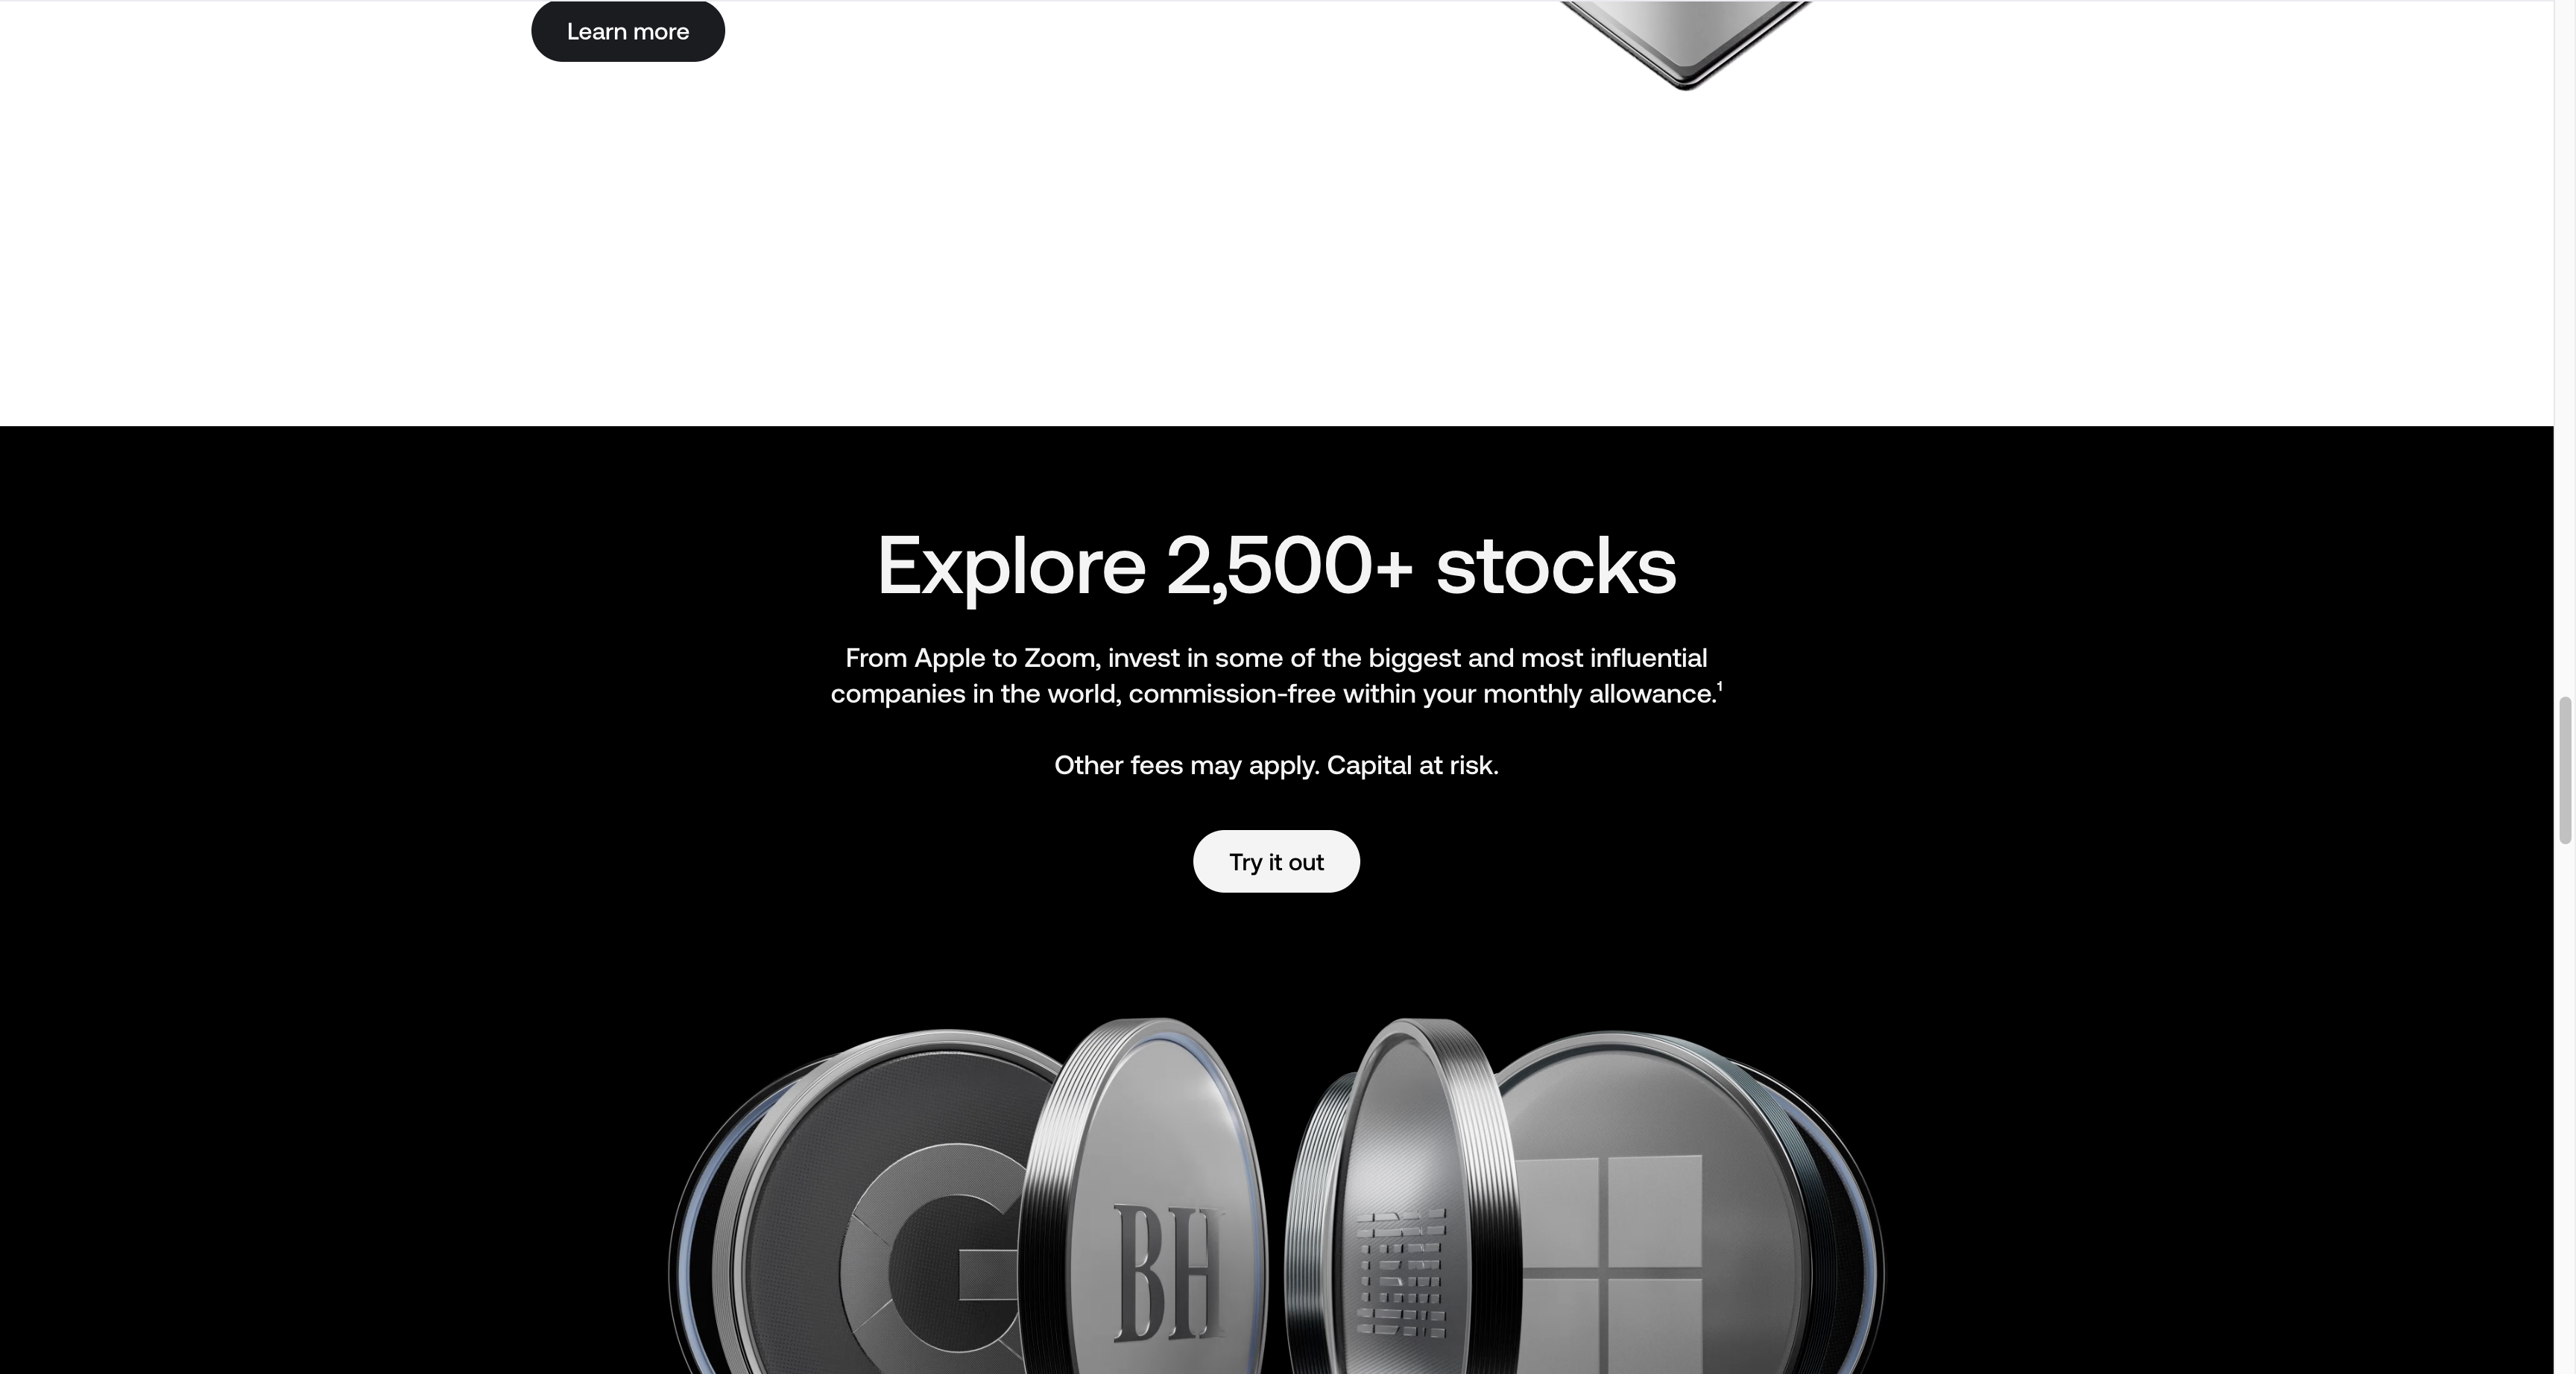 Learn more
Explore 2,500+ stocks
From Apple to Zoom, invest in some of the biggest and most influential
companies in the world, commission-free within your monthly allowance.¹
Other fees may apply. Capital at risk.
Try it out
BH
IBM